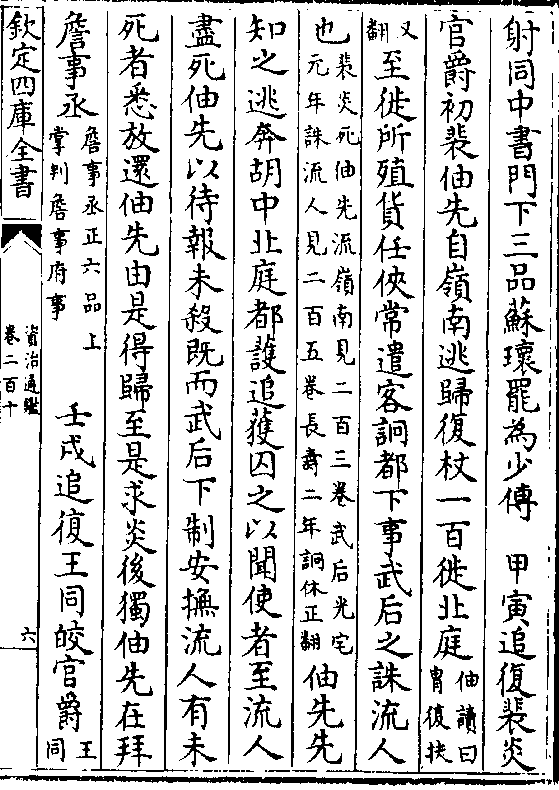 射同中書門下三品蘇瓌罷為少傅　甲寅追復裴炎
官爵初裴伷先自嶺南逃歸復杖一百徙北庭伷讀曰胄復扶
又翻至徙所殖貨任俠常遣客詗都下事武后之誅流人
也裴炎死伷先流嶺南見二百三卷武后光宅元年誅流人見二百五卷長壽二年詗休正翻伷先先
知之逃奔胡中北庭都護追獲囚之以聞使者至流人
盡死伷先以待報未殺既而武后下制安撫流人有未
死者悉放還伷先由是得歸至是求炎後獨伷先在拜
詹事丞詹事丞正六品上掌判詹事府事　壬戌追復王同皎官爵王同
欽定四庫全書
資治通鑑
卷二百十
六